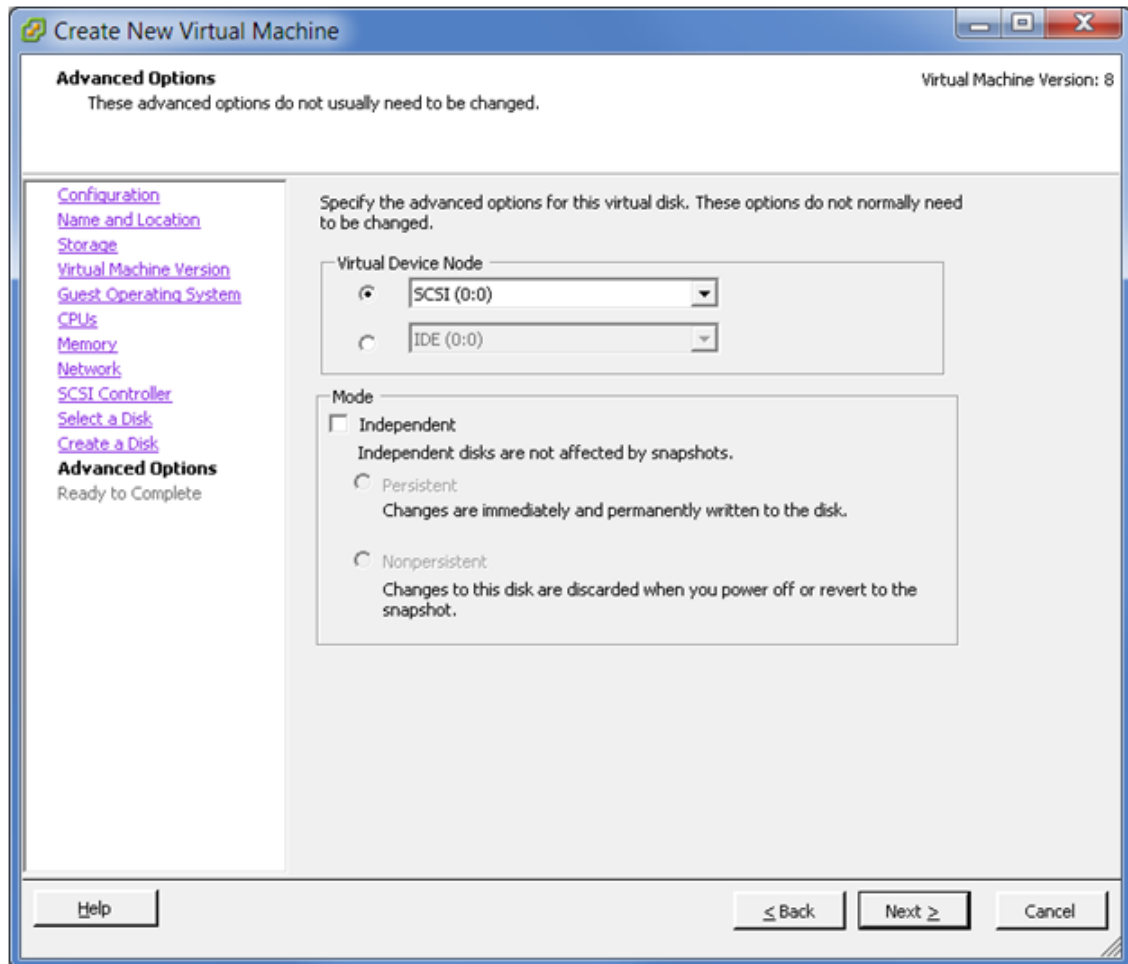 Create New Virtual Machine
Advanced Options
Virtual Machine Version: 8
These advanced options do not usually need to be changed.
Configuration
Name and Location
Storage
Virtual Machine Version
Guest Operating System
CPUs
Memory
Network
SCSI Controller
Select a Disk
Create a Disk
Advanced Options
Ready to Complete
Specify the advanced options for this virtual disk. These options do not normally need
to be changed.
Virtual Device Node
SCSI (0:0)
IDE (0:0)
Mode
Independent
Independent disks are not affected by snapshots.
Persistent
Changes are immediately and permanently written to the disk.
Nonpersistent
Changes to this disk are discarded when you power off or revert to the
snapshot.
Help
< Back
Next >
Cancel